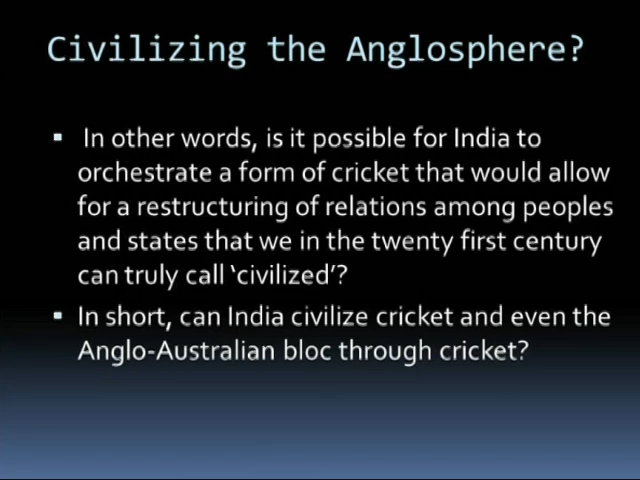 Civilizing the Anglosphere?
▪ In other words, is it possible for India to
orchestrate a form of cricket that would allow
for a restructuring of relations among peoples
and states that we in the twenty first century
can truly call ‘civilized’?
▪ In short, can India civilize cricket and even the
Anglo-Australian bloc through cricket?